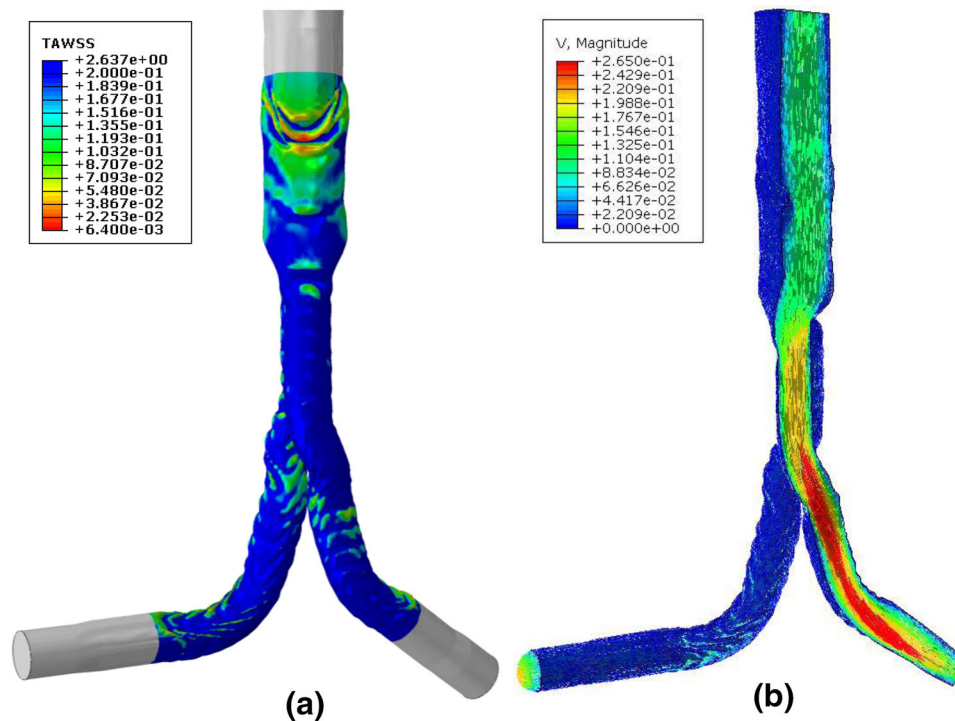 TAWSS
+2.637e+00
+2.000e-01
+1.839e-01
+1.677e-01
+1.516e-01
+1.355e-01
+1.193e-01
+1.032e-01
+8.707e-02
+7.093e-02
+5.480e-02
+3.867e-02
+2.253e-02
+6.400e-03
V, Magnitude
+2.650e-01
+2.429e-01
+2.209e-01
+1.988e-01
+1.767e-01
+1.546e-01
+1.325e-01
+1.104e-01
+8.834e-02
+6.626e-02
+4.417e-02
+2.209e-02
+0.000e+00
(a)
(b)